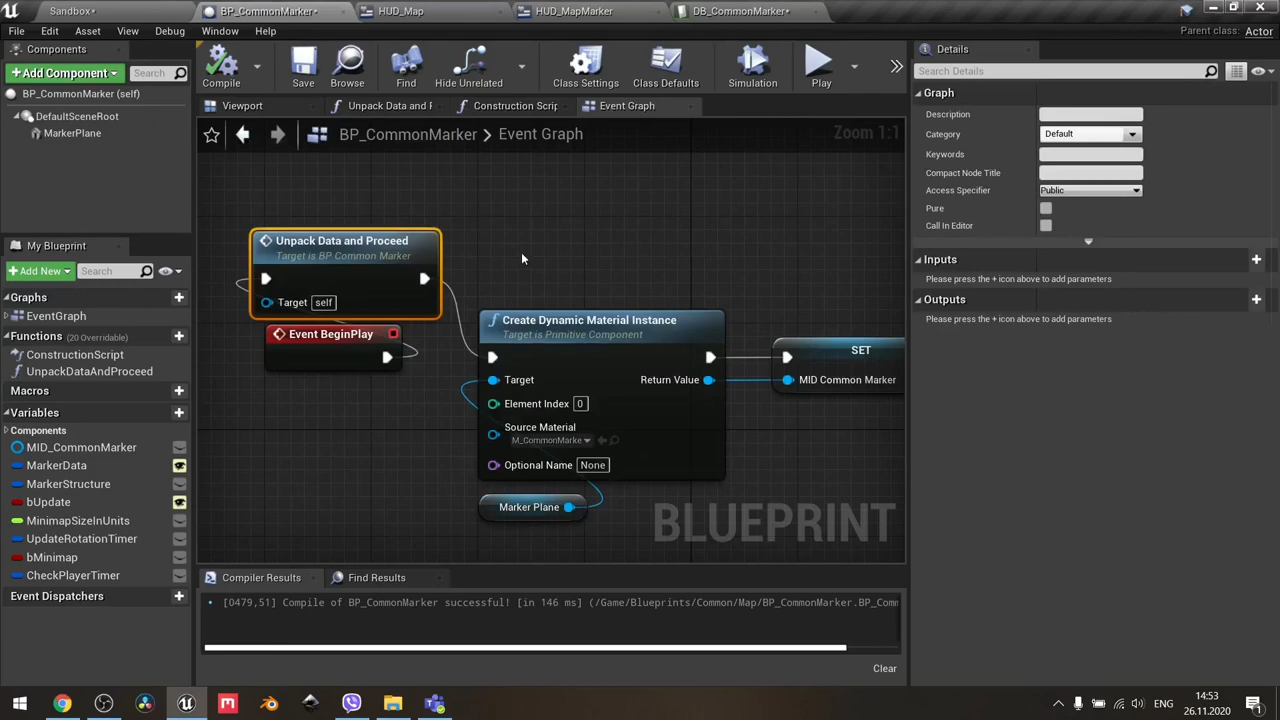 Sandbox•
BP_CommonMarker•
HUD_Map
HUD_MapMarker
DB_CommonMarker•
File Edit Asset View Debug Window Help
Parent class: Actor
Components
Add Component
Search
BP_CommonMarker (self)
DefaultSceneRoot
MarkerPlane
Compile
Save
Browse
Find
Hide Unrelated
Class Settings
Class Defaults
Simulation
Play
Viewport
Unpack Data and F
Construction Scrip
Event Graph
BP_CommonMarker > Event Graph
Zoom 1:1
Unpack Data and Proceed
Target is BP Common Marker
Target self
Event BeginPlay
Create Dynamic Material Instance
Target is Primitive Component
Target
Return Value
Element Index 0
Source Material
M_CommonMarke
Optional Name None
Marker Plane
SET
MID Common Marker
BLUEPRINT
My Blueprint
Add New
Search
Graphs
EventGraph
Functions (20 Overridable)
ConstructionScript
UnpackDataAndProceed
Macros
Variables
Components
MID_CommonMarker
MarkerData
MarkerStructure
bUpdate
MinimapSizeInUnits
UpdateRotationTimer
bMinimap
CheckPlayerTimer
Event Dispatchers
Compiler Results
Find Results
• [0479,51] Compile of BP_CommonMarker successful! [in 146 ms] (/Game/Blueprints/Common/Map/BP_CommonMarker.BP_Comm
Clear
Details
Search Details
Graph
Description
Category Default
Keywords
Compact Node Title
Access Specifier Public
Pure
Call In Editor
Inputs
Please press the + icon above to add parameters
Outputs
Please press the + icon above to add parameters
ENG
14:53
26.11.2020
1